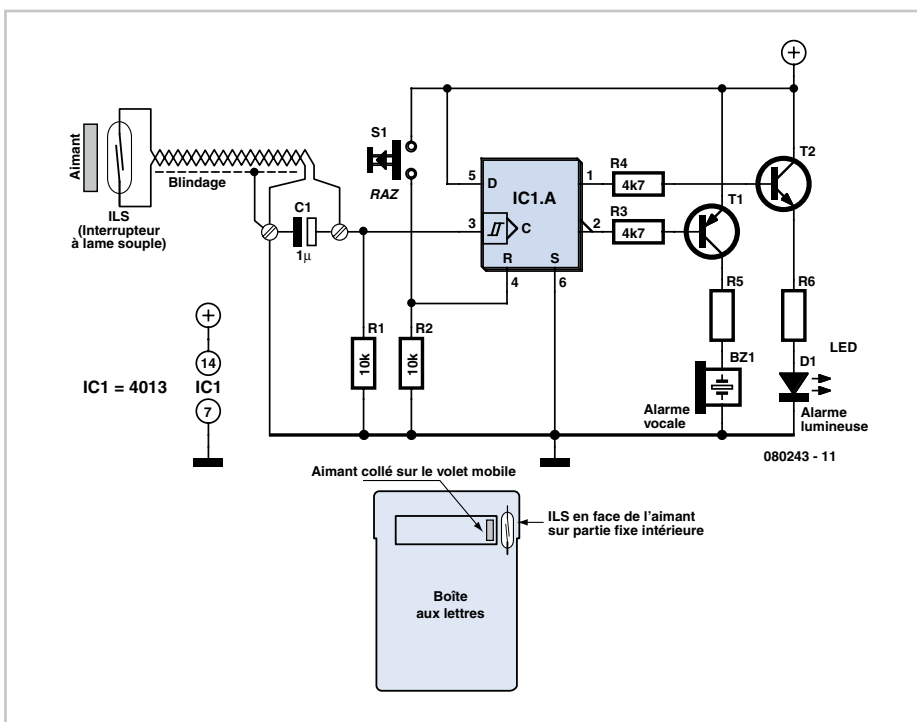 Aimant
ILS
(Interrupteur
à lame souple)
Blindage
C1
1µ
S1
RAZ
5
D
IC1.A
1
3
C
2
R
S
4
6
R4
4k7
R3
4k7
T1
T2
+
R1
10k
R2
10k
R5
R6
BZ1
D1
LED
Alarme
vocale
Alarme
lumineuse
+
14
IC1 = 4013
IC1
7
080243 - 11
Aimant collé sur le volet mobile
ILS en face de l'aimant
sur partie fixe intérieure
Boîte
aux lettres